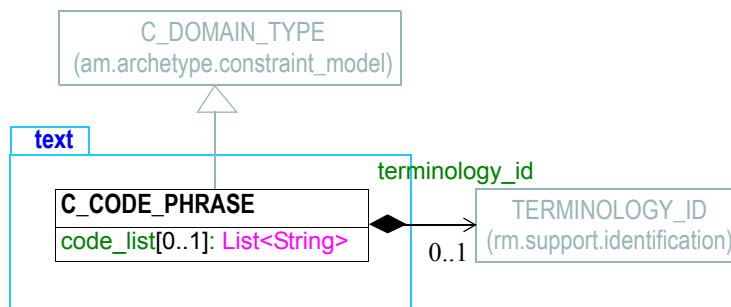 C_DOMAIN_TYPE
(am.archetype.constraint_model)
text
terminology_id
C_CODE_PHRASE
code_list[0..1]: List<String>
0..1
TERMINOLOGY_ID
(rm.support.identification)